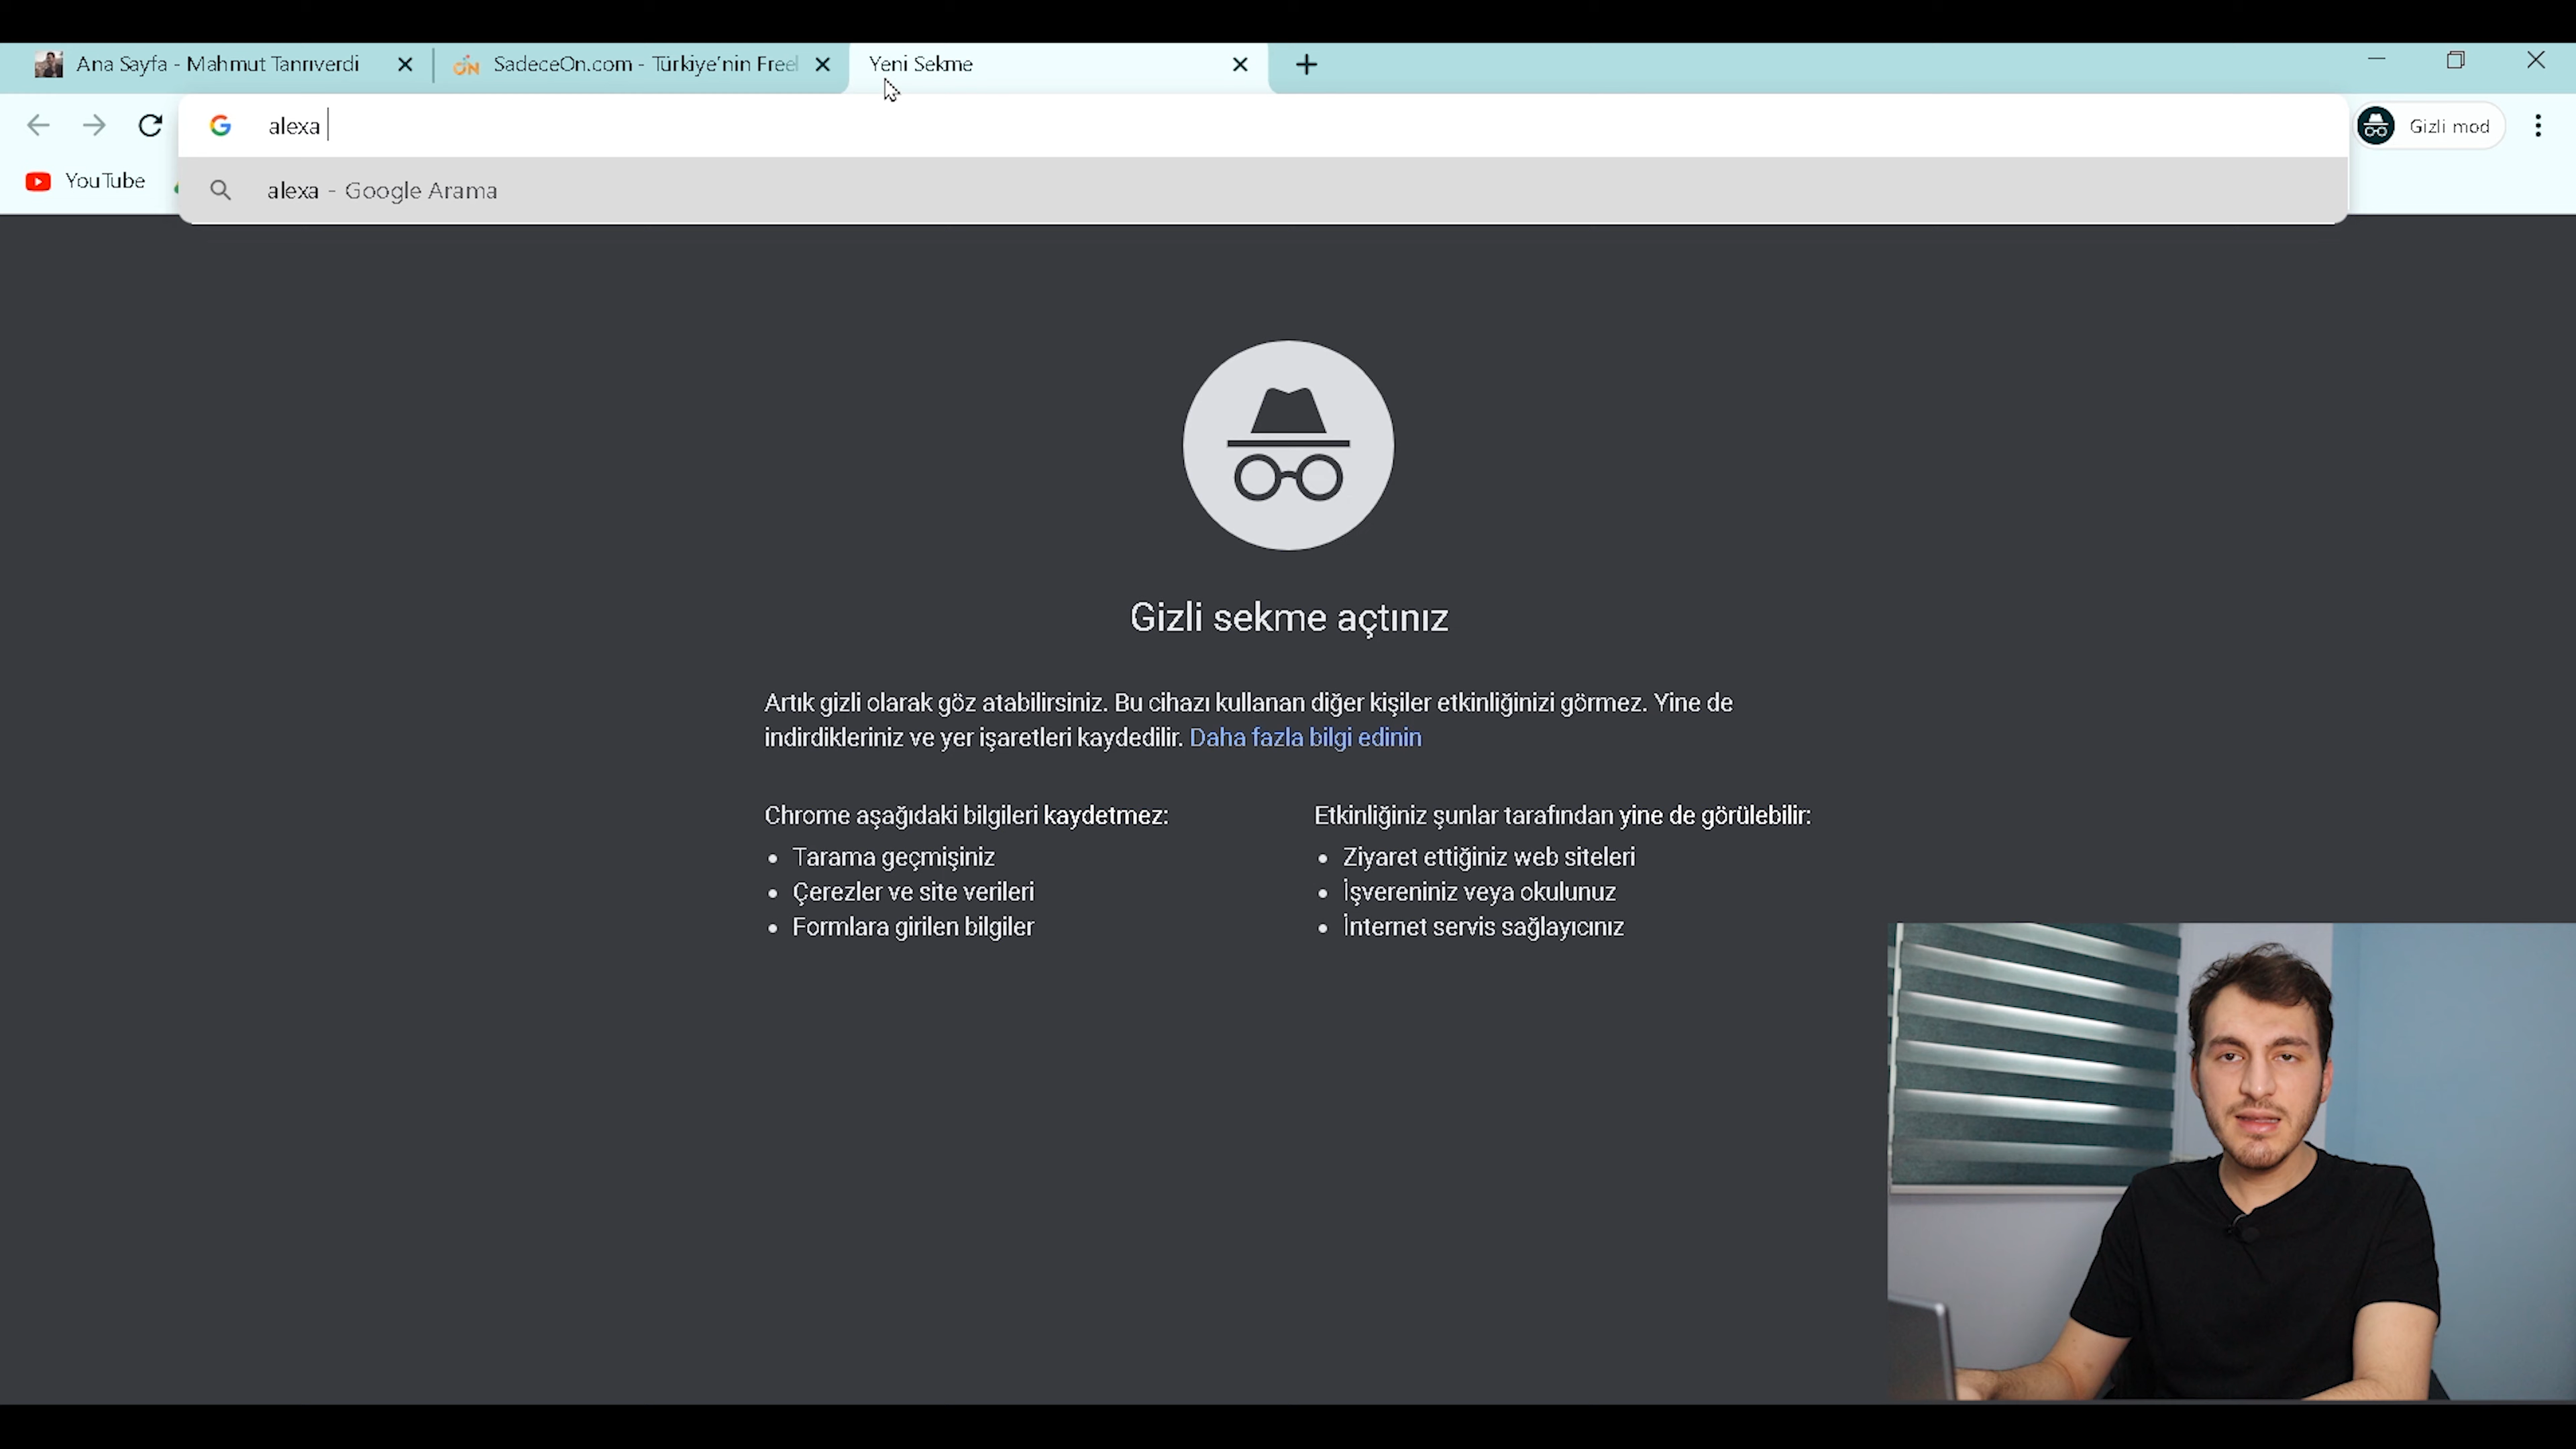 Ana Sayfa - Mahmut Tanrıverdi
SadeceOn.com - Türkiye'nin Freel
Yeni Sekme
alexa
Gizli mod
YouTube
alexa - Google Arama
Gizli sekme açtınız
Artık gizli olarak göz atabilirsiniz. Bu cihazı kullanan diğer kişiler etkinliğinizi görmez. Yine de
indirdikleriniz ve yer işaretleri kaydedilir. Daha fazla bilgi edinin
Chrome aşağıdaki bilgileri kaydetmez:
• Tarama geçmişiniz
• Çerezler ve site verileri
• Formlara girilen bilgiler
Etkinliğiniz şunlar tarafından yine de görülebilir:
• Ziyaret ettiğiniz web siteleri
• İşvereniniz veya okulunuz
• İnternet servis sağlayıcınız